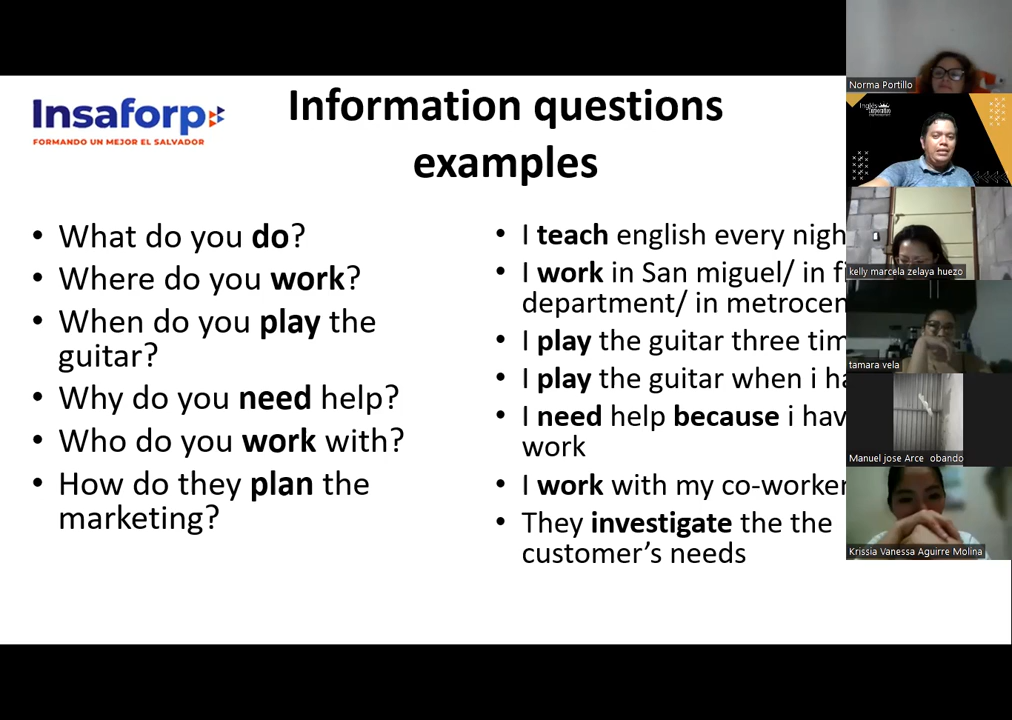 Insaforp
FORMANDO UN MEJOR EL SALVADOR
Information questions
examples
• What do you do?
• Where do you work?
• When do you play the
guitar?
• Why do you need help?
• Who do you work with?
• How do they plan the
marketing?
• I teach english every nigh
• I work in San miguel/ in fi
department/ in metrocen
• I play the guitar three tim
• I play the guitar when i ha
• I need help because i hav
work
• I work with my co-worker
• They investigate the the
customer's needs
Norma Portillo
Inglés
kelly marcela zelaya huezo
tamara vela
Manuel jose Arce obando
Krissia Vanessa Aguirre Molina